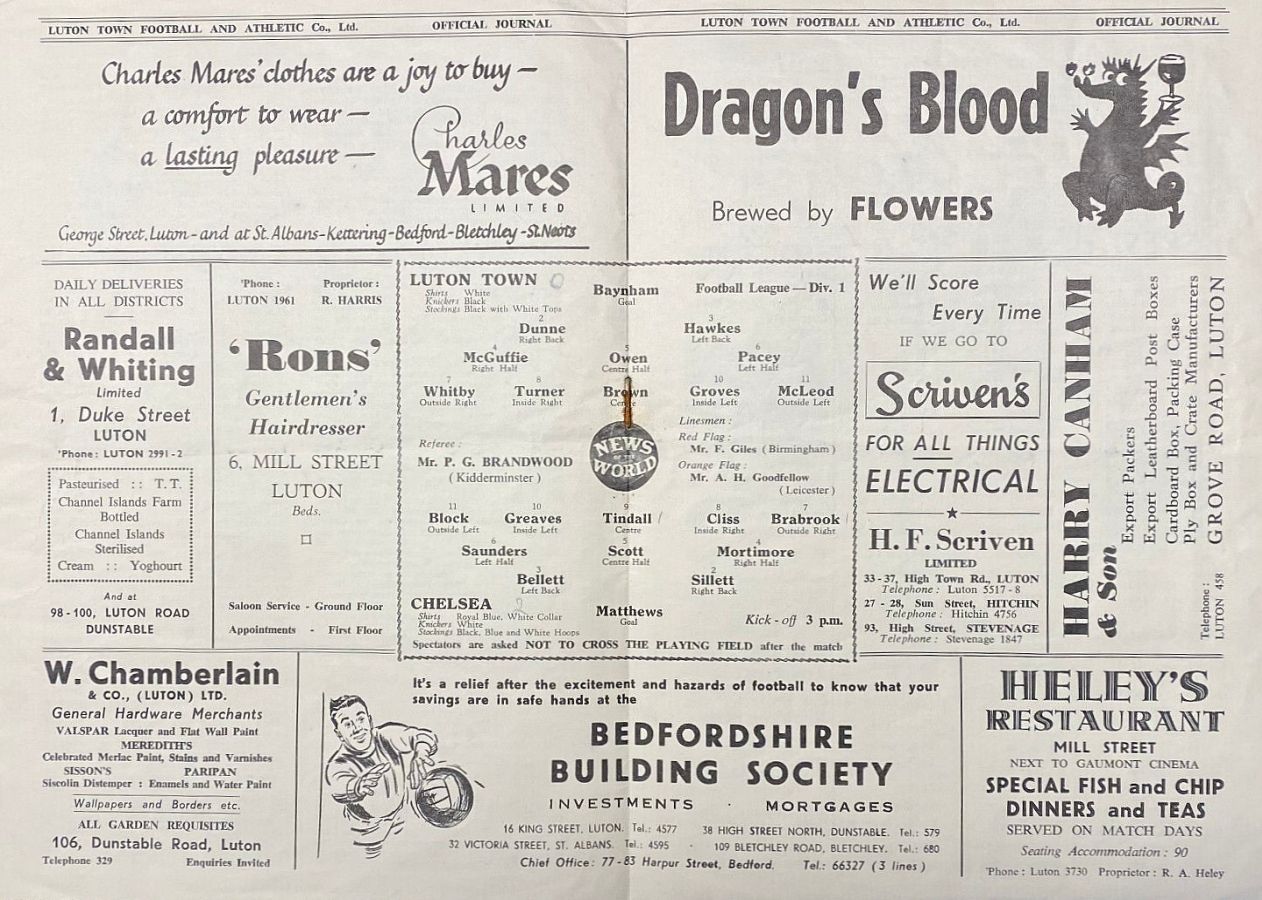 LUTON TOWN FOOTBALL AND ATHLETIC Co., Ltd. OFFICIAL JOURNAL
LUTON TOWN FOOTBALL AND ATHLETIC Co., Ltd. OFFICIAL JOURNAL
Charles Mares' clothes are a joy to buy —
a comfort to wear —
a lasting pleasure —
Charles
Mares
LIMITED
George Street, Luton - and at St. Albans - Kettering - Bedford - Bletchley - St. Neots
Dragon's Blood
Brewed by FLOWERS
DAILY DELIVERIES
IN ALL DISTRICTS
Randall
& Whiting
Limited
1, Duke Street
LUTON
'Phone : LUTON 2991-2
Pasteurised :: T.T.
Channel Islands Farm
Bottled
Channel Islands
Sterilised
Cream :: Yoghourt
And at
98-100, LUTON ROAD
DUNSTABLE
'Phone : Proprietor :
LUTON 1961 R. HARRIS
'Rons'
Gentlemen's
Hairdresser
6, MILL STREET
LUTON
Beds.
Saloon Service - Ground Floor
Appointments - First Floor
LUTON TOWN 0
Shirts White
Knickers Black
Stockings Black with White Tops
Football League — Div. 1
Baynham
Goal
2 3
Dunne Hawkes
Right Back Left Back
4 5 6
McGuffie Owen Pacey
Right Half Centre Half Left Half
7 8 10 11
Whitby Turner Brown Groves McLeod
Outside Right Inside Right Centre Inside Left Outside Left
Referee :
Mr. P. G. BRANDWOOD
( Kidderminster )
NEWS
OF THE
WORLD
Linesmen :
Red Flag :
Mr. F. Giles ( Birmingham )
Orange Flag :
Mr. A. H. Goodfellow
( Leicester )
11 10 9 8 7
Block Greaves Tindall Cliss Brabrook
Outside Left Inside Left Centre Inside Right Outside Right
6 5 4
Saunders Scott Mortimore
Left Half Centre Half Right Half
3 2
Bellett Sillett
Left Back Right Back
CHELSEA
Shirts Royal Blue, White Collar
Knickers White
Stockings Black, Blue and White Hoops
Matthews
Goal
Kick-off 3 p.m.
Spectators are asked NOT TO CROSS THE PLAYING FIELD after the match
We'll Score
Every Time
IF WE GO TO
Scriven's
FOR ALL THINGS
ELECTRICAL
H. F. Scriven
LIMITED
33-37, High Town Rd., LUTON
Telephone : Luton 5517-8
27 - 28, Sun Street, HITCHIN
Telephone : Hitchin 4756
93, High Street, STEVENAGE
Telephone : Stevenage 1847
HARRY CANHAM
& Son
Export Packers
Export Leatherboard Post Boxes
Cardboard Box, Packing Case
Ply Box and Crate Manufacturers
GROVE ROAD, LUTON
Telephone :
LUTON 458
W. Chamberlain
& CO., (LUTON) LTD.
General Hardware Merchants
VALSPAR Lacquer and Flat Wall Paint
MEREDITH'S
Celebrated Merlac Paint, Stains and Varnishes
SISSON'S PARIPAN
Siscolin Distemper : Enamels and Water Paint
Wallpapers and Borders etc.
ALL GARDEN REQUISITES
106, Dunstable Road, Luton
Telephone 329 Enquiries Invited
It's a relief after the excitement and hazards of football to know that your
savings are in safe hands at the
BEDFORDSHIRE
BUILDING SOCIETY
INVESTMENTS · MORTGAGES
16 KING STREET, LUTON. Tel.: 4577 38 HIGH STREET NORTH, DUNSTABLE. Tel.: 579
32 VICTORIA STREET, ST. ALBANS. Tel.: 4595 · 109 BLETCHLEY ROAD, BLETCHLEY. Tel.: 680
Chief Office : 77-83 Harpur Street, Bedford. Tel.: 66327 (3 lines)
HELEY'S
RESTAURANT
MILL STREET
NEXT TO GAUMONT CINEMA
SPECIAL FISH and CHIP
DINNERS and TEAS
SERVED ON MATCH DAYS
Seating Accommodation : 90
'Phone : Luton 3730 Proprietor : R. A. Heley